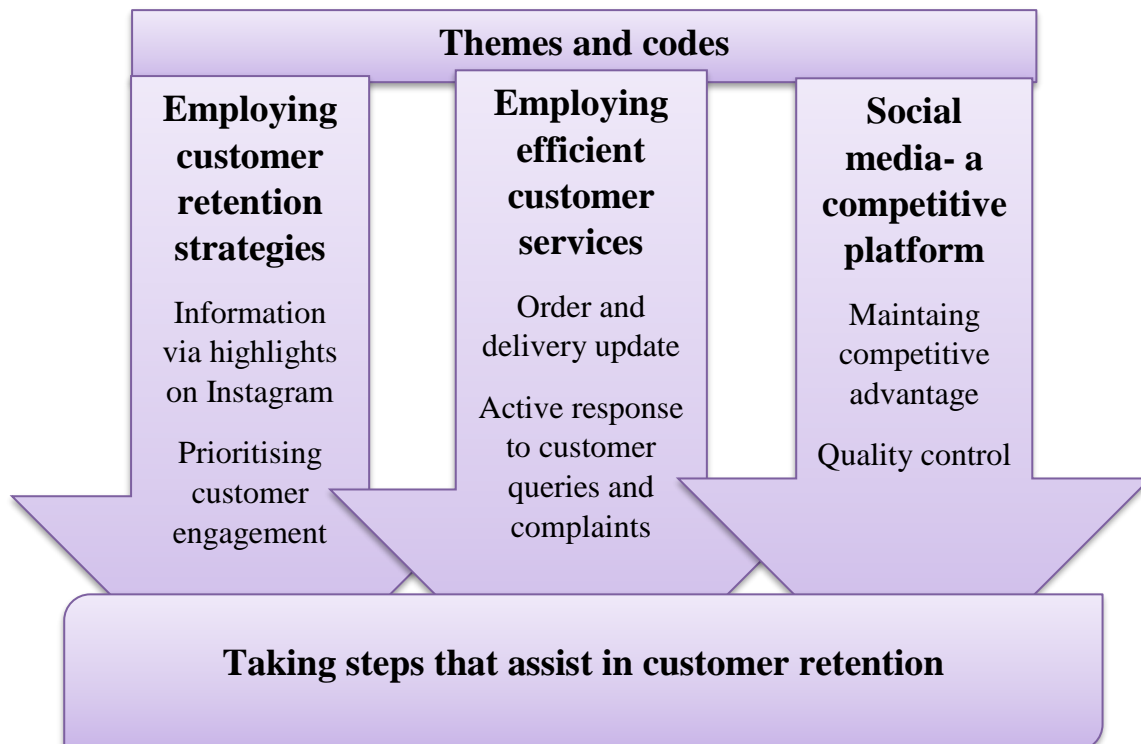 Themes and codes
Employing
customer
retention
strategies
Information
via highlights
on Instagram
Prioritising
customer
engagement
Employing
efficient
customer
services
Order and
delivery update
Active response
to customer
queries and
complaints
Social
media- a
competitive
platform
Maintaing
competitive
advantage
Quality control
Taking steps that assist in customer retention